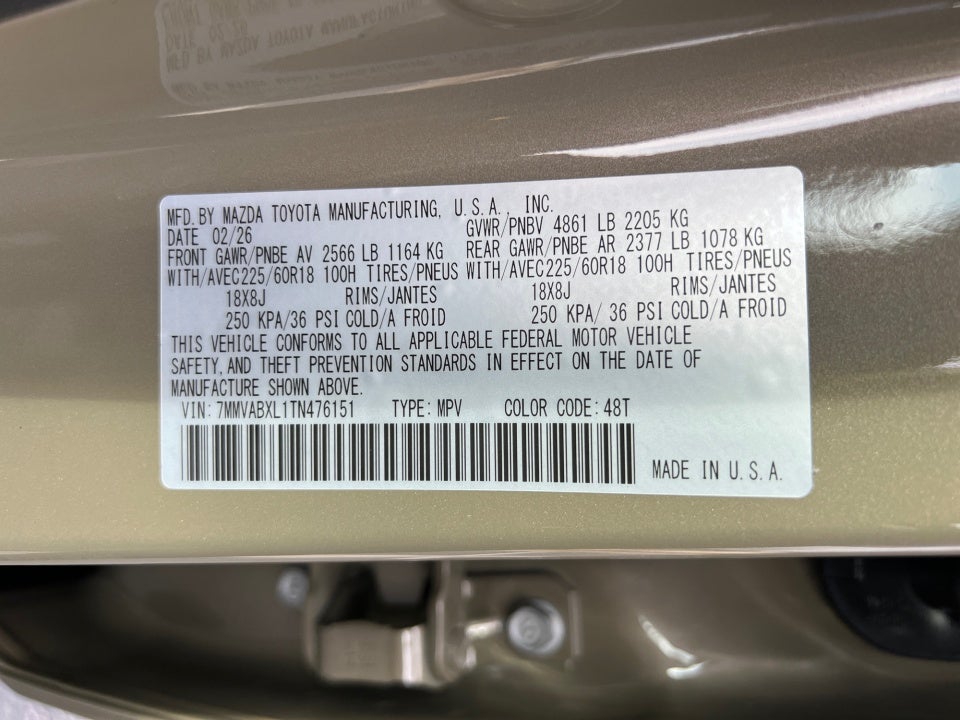 MFD. BY MAZDA TOYOTA MANUFACTURING, U.S.A., INC.
DATE 02/26 GVWR/PNBV 4861 LB 2205 KG
FRONT GAWR/PNBE AV 2566 LB 1164 KG REAR GAWR/PNBE AR 2377 LB 1078 KG
WITH/AVEC225/60R18 100H TIRES/PNEUS WITH/AVEC225/60R18 100H TIRES/PNEUS
18X8J RIMS/JANTES 18X8J RIMS/JANTES
250 KPA/36 PSI COLD/A FROID 250 KPA/ 36 PSI COLD/A FROID
THIS VEHICLE CONFORMS TO ALL APPLICABLE FEDERAL MOTOR VEHICLE
SAFETY, AND THEFT PREVENTION STANDARDS IN EFFECT ON THE DATE OF
MANUFACTURE SHOWN ABOVE.
VIN: 7MMVABXL1TN476151 TYPE: MPV COLOR CODE: 48T
MADE IN U.S.A.